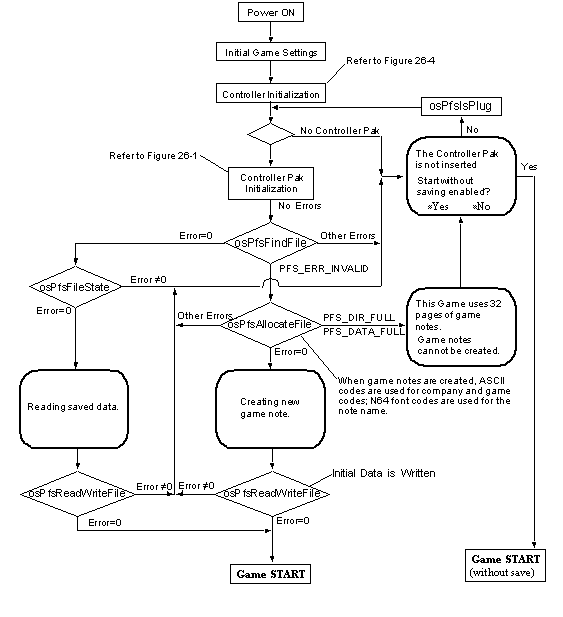 Power ON
Initial Game Settings
Refer to Figure 26-4
Controller Initialization
osPfsIsPlug
No Controller Pak
No
Refer to Figure 26-1
The Controller Pak
is not inserted
Start without
saving enabled?
*Yes *No
Yes
Controller Pak
Initialization
No Errors
Error=0
osPfsFindFile
Other Errors
PFS_ERR_INVALID
osPfsFileState
Error ≠0
Error=0
Other Errors
osPfsAllocateFile
PFS_DIR_FULL
PFS_DATA_FULL
This Game uses 32
pages of game
notes.
Game notes
cannot be created.
Error=0
When game notes are created, ASCII
codes are used for company and game
codes; N64 font codes are used for the
note name.
Reading saved data.
Creating new
game note.
Initial Data is Written
osPfsReadWriteFile
Error ≠0
Error ≠0
osPfsReadWriteFile
Error=0
Error=0
Game START
Game START
(without save)